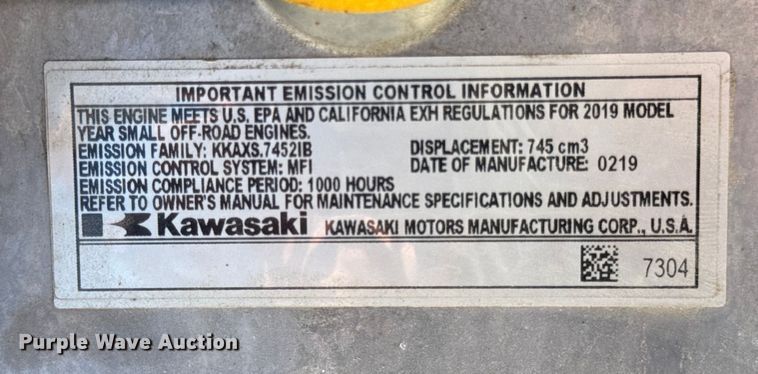 IMPORTANT EMISSION CONTROL INFORMATION
THIS ENGINE MEETS U.S. EPA AND CALIFORNIA EXH REGULATIONS FOR 2019 MODEL
YEAR SMALL OFF-ROAD ENGINES.
EMISSION FAMILY: KKAXS.7452IB DISPLACEMENT: 745 cm3
EMISSION CONTROL SYSTEM: MFI DATE OF MANUFACTURE: 0219
EMISSION COMPLIANCE PERIOD: 1000 HOURS
REFER TO OWNER'S MANUAL FOR MAINTENANCE SPECIFICATIONS AND ADJUSTMENTS.
Kawasaki KAWASAKI MOTORS MANUFACTURING CORP., U.S.A.
7304
Purple Wave Auction